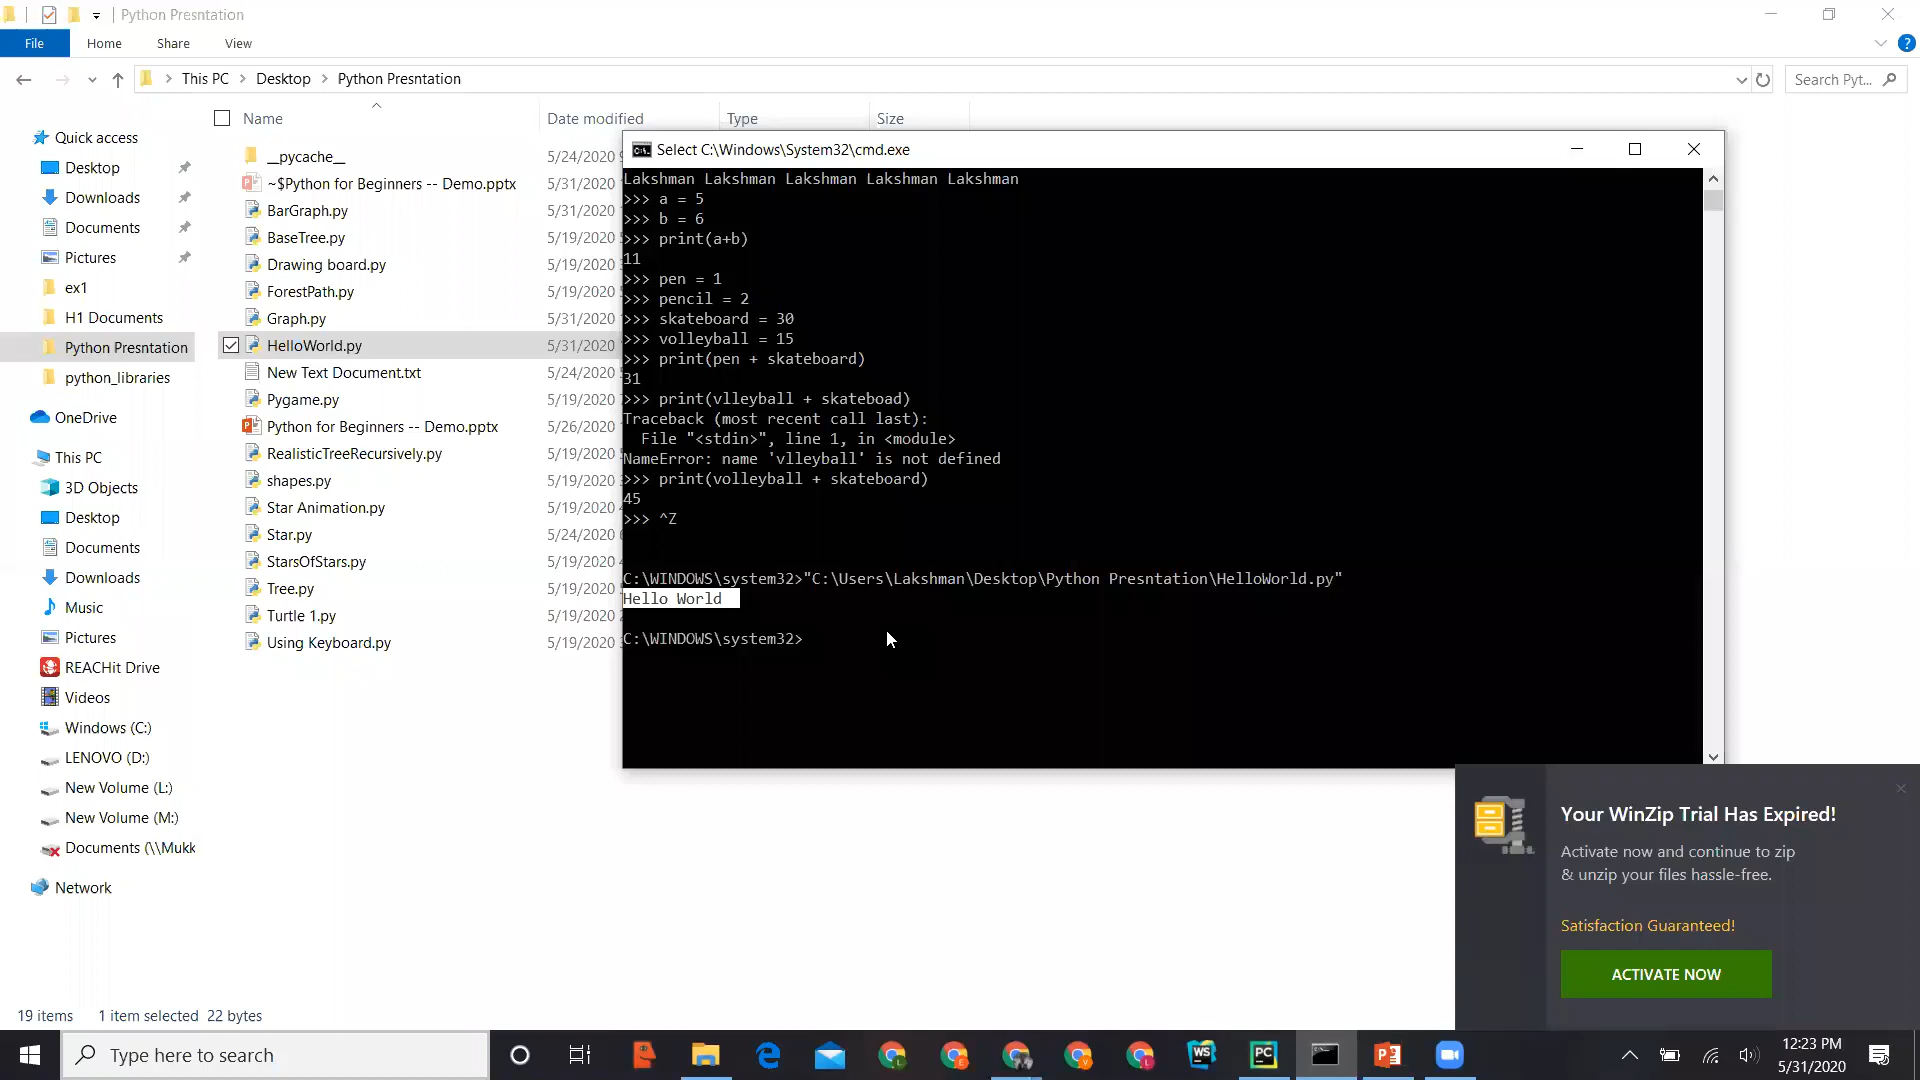 Python Presntation
File Home Share View
This PC Desktop Python Presntation
Search Pyt...
Name Date modified Type Size
Quick access
Desktop
Downloads
Documents
Pictures
ex1
H1 Documents
Python Presntation
python_libraries
OneDrive
This PC
3D Objects
Desktop
Documents
Downloads
Music
Pictures
REACHit Drive
Videos
Windows (C:)
LENOVO (D:)
New Volume (L:)
New Volume (M:)
Documents (\\Mukk
Network
__pycache__ 5/24/2020
~$Python for Beginners -- Demo.pptx 5/31/2020
BarGraph.py 5/31/2020
BaseTree.py 5/19/2020
Drawing board.py 5/19/2020
ForestPath.py 5/19/2020
Graph.py 5/31/2020
HelloWorld.py 5/31/2020
New Text Document.txt 5/24/2020
Pygame.py 5/19/2020
Python for Beginners -- Demo.pptx 5/26/2020
RealisticTreeRecursively.py 5/19/2020
shapes.py 5/19/2020
Star Animation.py 5/19/2020
Star.py 5/24/2020
StarsOfStars.py 5/19/2020
Tree.py 5/19/2020
Turtle 1.py 5/19/2020
Using Keyboard.py 5/19/2020
Select C:\Windows\System32\cmd.exe
Lakshman Lakshman Lakshman Lakshman Lakshman
>>> a = 5
>>> b = 6
>>> print(a+b)
11
>>> pen = 1
>>> pencil = 2
>>> skateboard = 30
>>> volleyball = 15
>>> print(pen + skateboard)
31
>>> print(vlleyball + skateboad)
Traceback (most recent call last):
File "<stdin>", line 1, in <module>
NameError: name 'vlleyball' is not defined
>>> print(volleyball + skateboard)
45
>>> ^Z
C:\WINDOWS\system32>"C:\Users\Lakshman\Desktop\Python Presntation\HelloWorld.py"
Hello World
C:\WINDOWS\system32>
Your WinZip Trial Has Expired!
Activate now and continue to zip
& unzip your files hassle-free.
Satisfaction Guaranteed!
ACTIVATE NOW
19 items 1 item selected 22 bytes
Type here to search
12:23 PM
5/31/2020